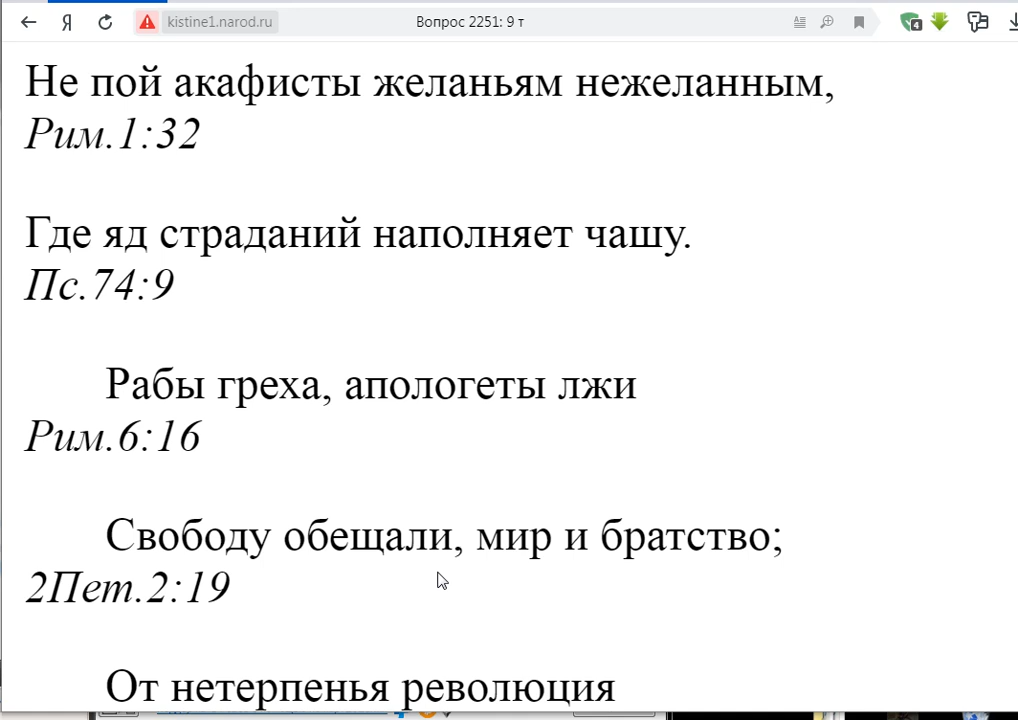 Я kistine1.narod.ru Вопрос 2251: 9 т 4
Не пой акафисты желаньям нежеланным,
Рим.1:32
Где яд страданий наполняет чашу.
Пс.74:9
Рабы греха, апологеты лжи
Рим.6:16
Свободу обещали, мир и братство;
2Пет.2:19
От нетерпенья революция